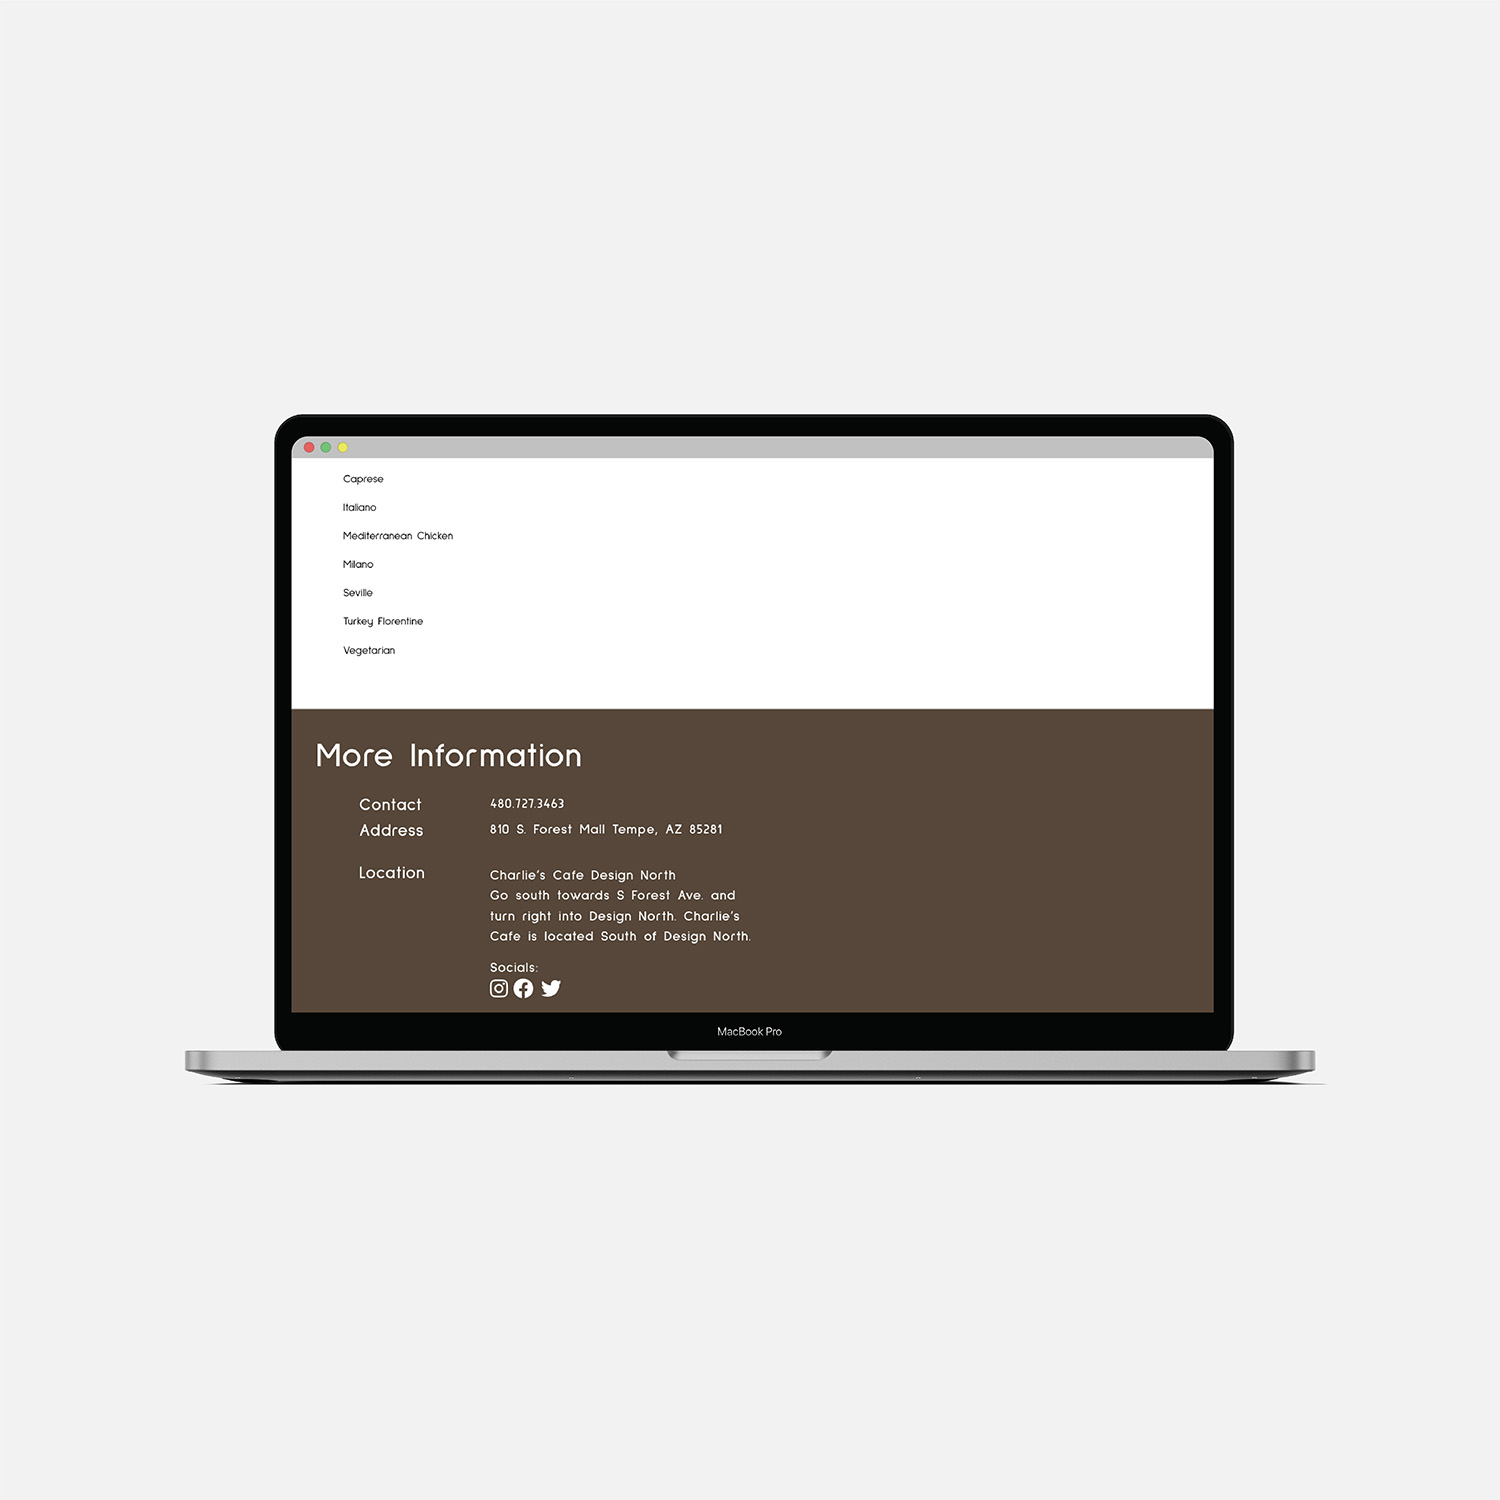 Caprese
Italiano
Mediterranean Chicken
Milano
Seville
Turkey Florentine
Vegetarian
More Information
Contact 480.727.3463
Address 810 S. Forest Mall Tempe, AZ 85281
Location Charlie's Cafe Design North
Go south towards S Forest Ave. and
turn right into Design North. Charlie's
Cafe is located South of Design North.
Socials:
MacBook Pro